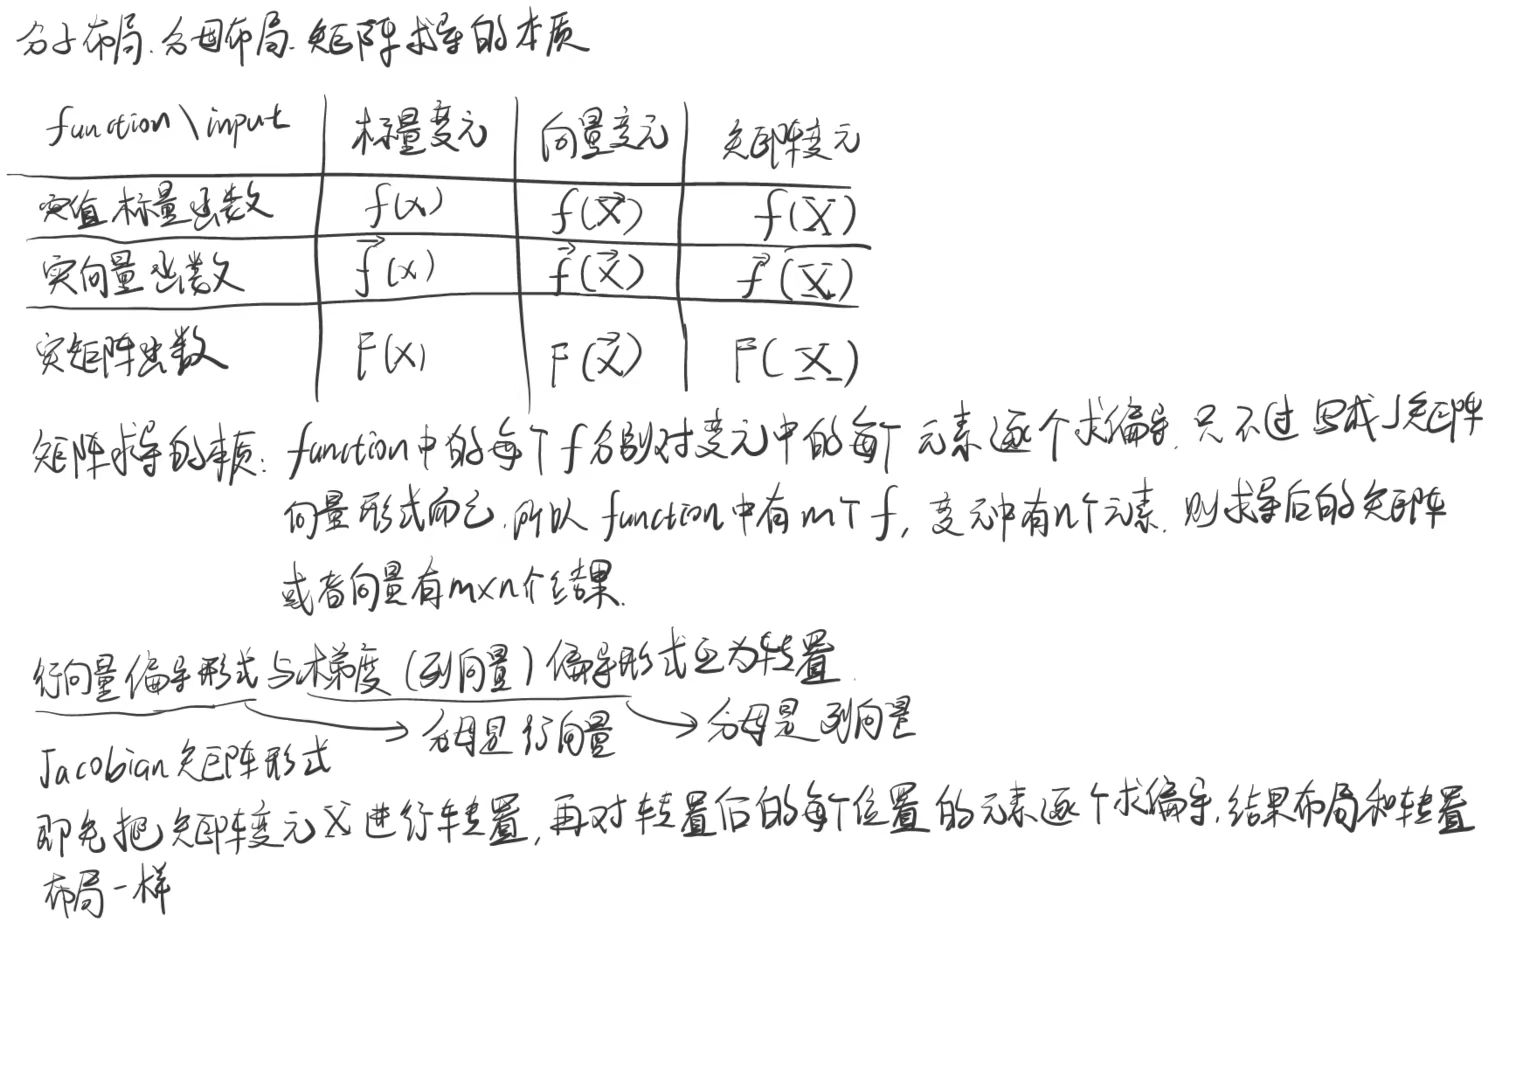 分子布局、分母布局、矩阵求导的本质
function \ input 标量变元 向量变元 矩阵变元
实值标量函数 f(x) f(x⃗) f(X)
实向量函数 f⃗(x) f⃗(x⃗) f⃗(X)
实矩阵函数 F(x) F(x⃗) F(X)
矩阵求导的本质: function中的每个f分别对变元中的每个元素逐个求偏导,只不过写成了矩阵
向量形式而已,所以function中有m个f,变元中有n个元素,则求导后的矩阵
或者向量有m×n个结果.
行向量偏导形式与梯度(列向量)偏导形式互为转置.
→分母是行向量 →分母是列向量
Jacobian矩阵形式
即先把矩阵变元X进行转置,再对转置后的每个位置的元素逐个求偏导,结果布局和转置
布局一样